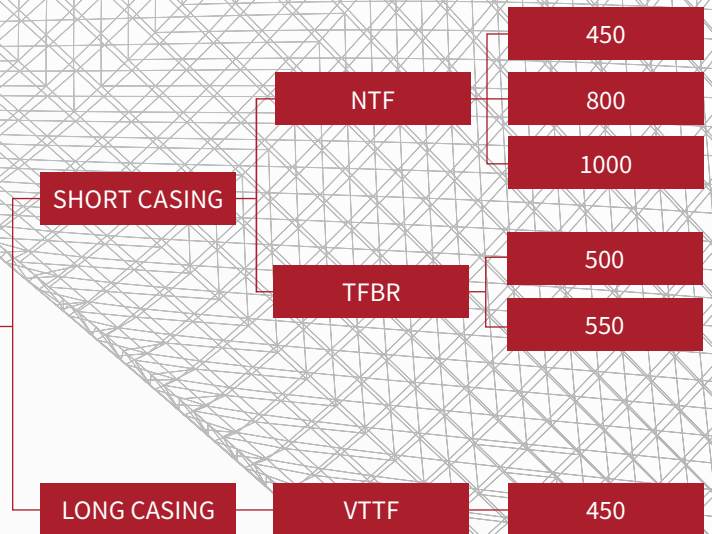 450
NTF
800
1000
SHORT CASING
500
TFBR
550
LONG CASING
VTTF
450